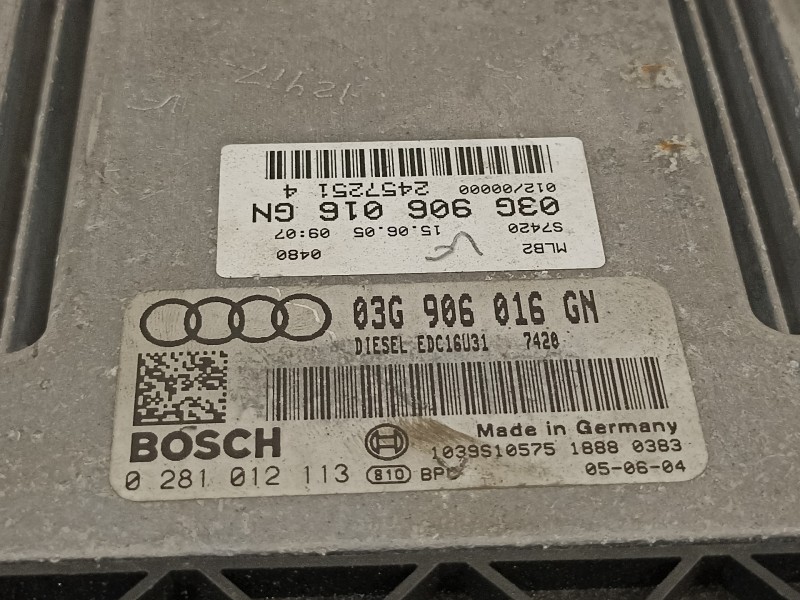 12417
MLB2
0480
S7420
15.06.05 09:07
03G 906 016 GN
012/00000
2457251 4
03G 906 016 GN
DIESEL EDC16U31 7420
BOSCH
Made in Germany
1039S10575 1888 0383
0 281 012 113
810
05-06-04